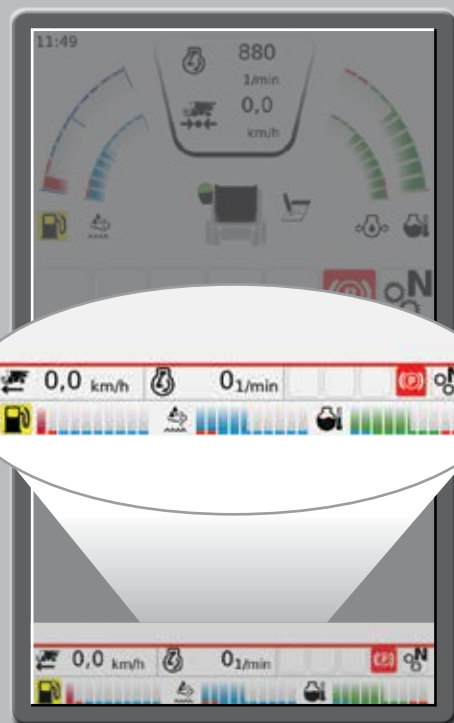 11:49
880
1/min
0,0
km/h
(P) N
0,0 km/h 01/min (P) N
0,0 km/h 01/min (P) N